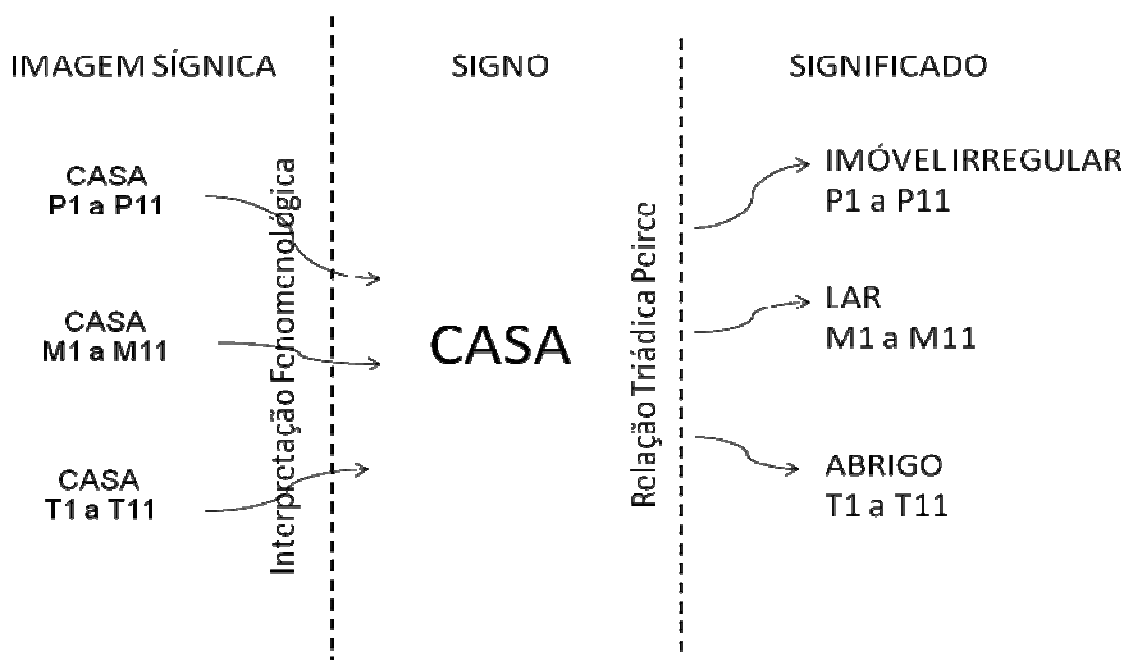 IMAGEM SÍGNICA
SIGNO
SIGNIFICADO
CASA
P1 a P11
CASA
M1 a M11
CASA
T1 a T11
Interpretação Fenomenológica
CASA
Relação Triádica Peirce
IMÓVEL IRREGULAR
P1 a P11
LAR
M1 a M11
ABRIGO
T1 a T11